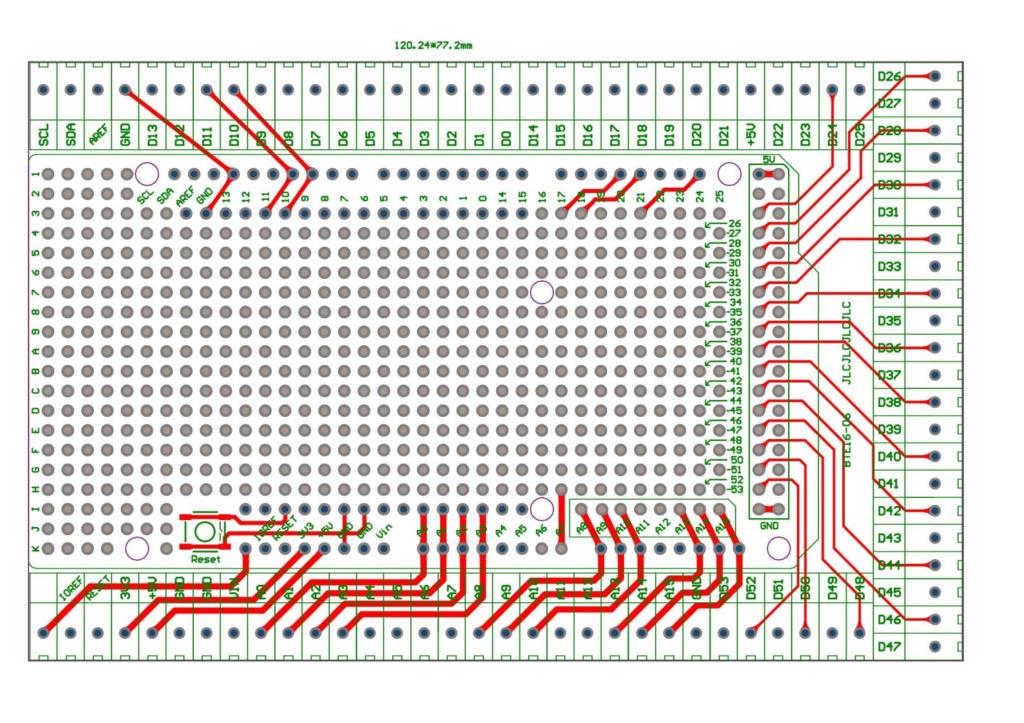 120.24*77.2mm
SCL SDA AREF GND D13 D12 D11 D10 D9 D8 D7 D6 D5 D4 D3 D2 D1 D0 D14 D15 D16 D17 D18 D19 D20 D21 +5V D22 D23 D24 D25
D26
D27
D28
D29
D30
D31
D32
D33
D34
D35
D36
D37
D38
D39
D40
D41
D42
D43
D44
D45
D46
D47
5V
1
2
3
4
5
6
7
8
9
A
B
C
D
E
F
G
H
I
J
K
SCL SDA AREF GND 13 12 11 10 9 8 7 6 5 4 3 2 1 0 14 15 16 17 18 19 20 21 22 23 24 25
26
-27
28
-29
30
-31
32
-33
34
-35
36
-37
38
-39
40
-41
42
-43
44
-45
46
-47
48
-49
50
-51
52
-53
JLCJLCJLCJLC
BTE16-06
GND
IOREF RESET 3V3 +5V GND GND Vin
A4 A5 A6
A8 A9 A11 A12
Reset
IOREF RESET 3V3 +5V GND GND VIN A0 A1 A2 A3 A4 A5 A6 A7 A8 A9 A10 A11 A12 A13 A14 A15 GND D53 D52 D51 D50 D49 D48